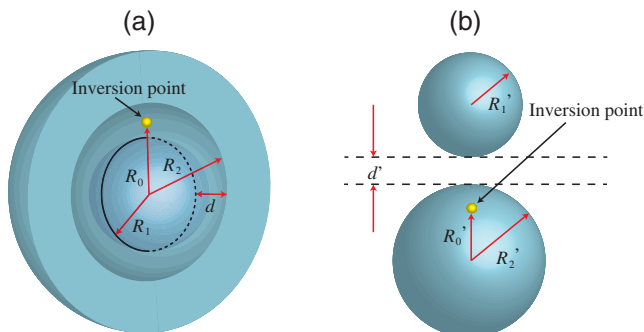 (a)
Inversion point
R₀
R₂
R₁
d
(b)
R₁'
Inversion point
d'
R₀'
R₂'